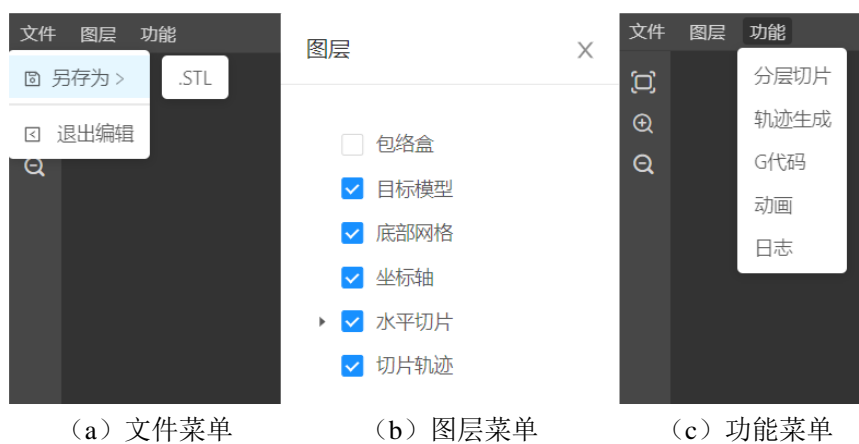 文件 图层 功能
另存为 >
.STL
退出编辑
图层
包络盒
目标模型
底部网格
坐标轴
水平切片
切片轨迹
文件 图层 功能
分层切片
轨迹生成
G代码
动画
日志
（a）文件菜单
（b）图层菜单
（c）功能菜单